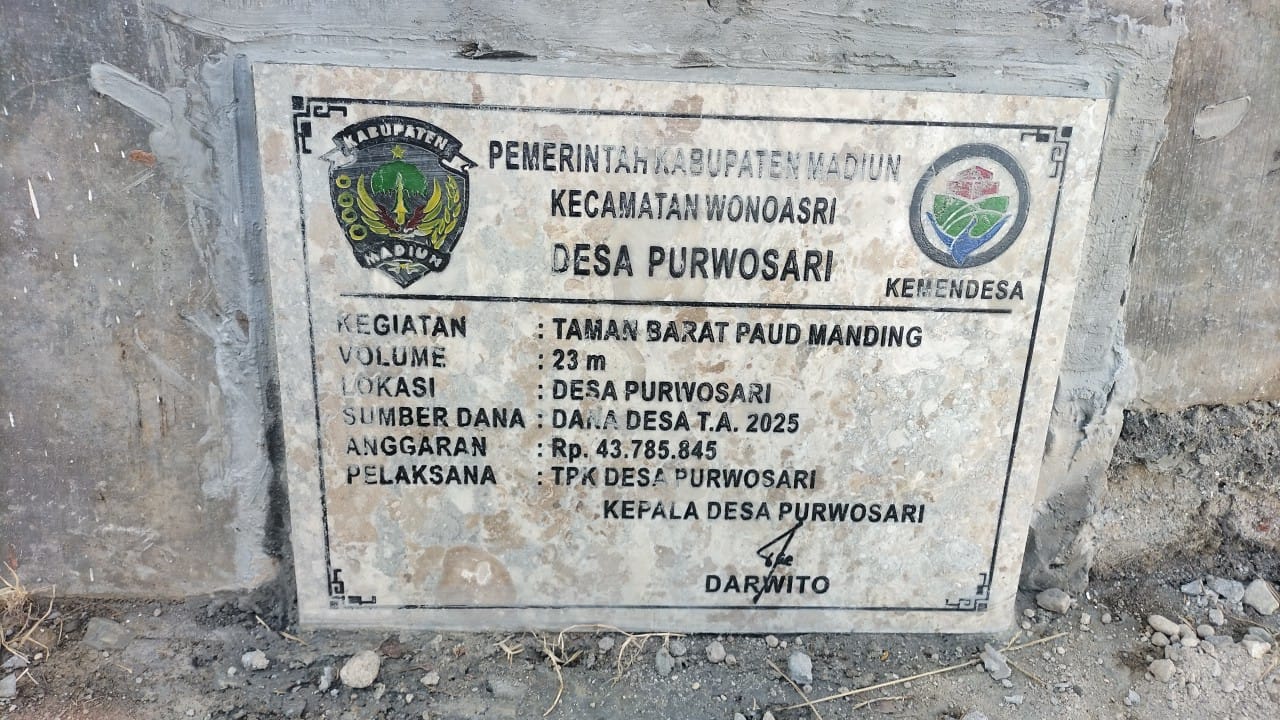 KABUPATEN
MADIUN
PEMERINTAH KABUPATEN MADIUN
KECAMATAN WONOASRI
DESA PURWOSARI
KEMENDESA
KEGIATAN : TAMAN BARAT PAUD MANDING
VOLUME : 23 m
LOKASI : DESA PURWOSARI
SUMBER DANA : DANA DESA T.A. 2025
ANGGARAN : Rp. 43.785.845
PELAKSANA : TPK DESA PURWOSARI
KEPALA DESA PURWOSARI
DARWITO